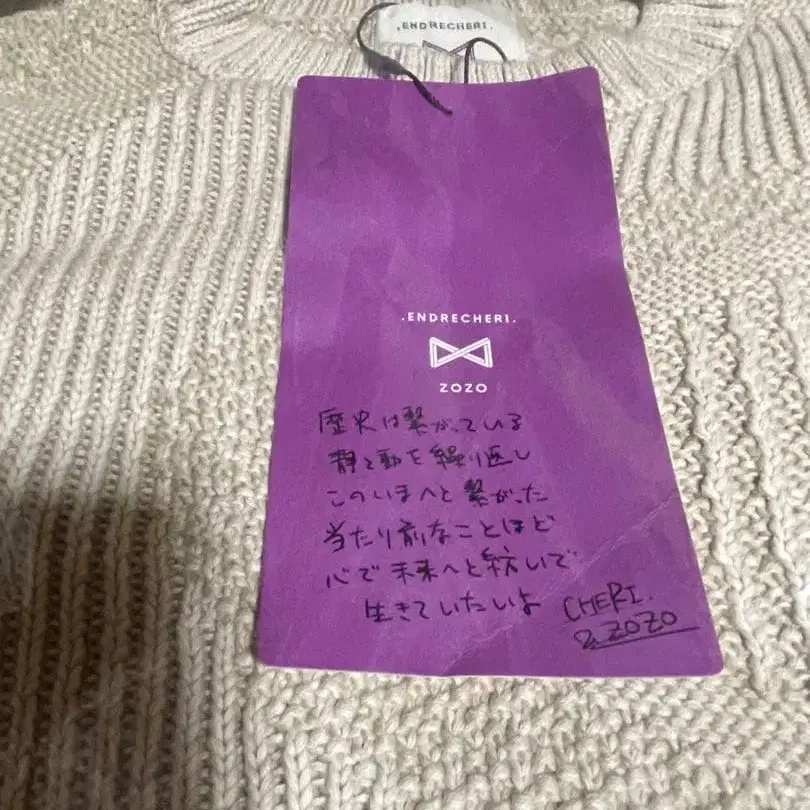 .ENDRECHERI.
.ENDRECHERI.
ZOZO
歴史は繋がっている
静と動を繰り返し
このいまへと繋がった
当たり前なことほど
心で未来へと紡いで
生きていたいよ
CHERI.
& ZOZO